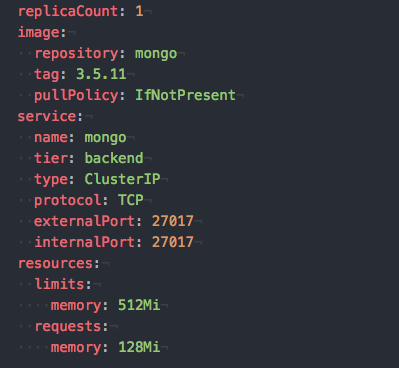 replicaCount: 1
image:
  repository: mongo
  tag: 3.5.11
  pullPolicy: IfNotPresent
service:
  name: mongo
  tier: backend
  type: ClusterIP
  protocol: TCP
  externalPort: 27017
  internalPort: 27017
resources:
  limits:
    memory: 512Mi
  requests:
    memory: 128Mi